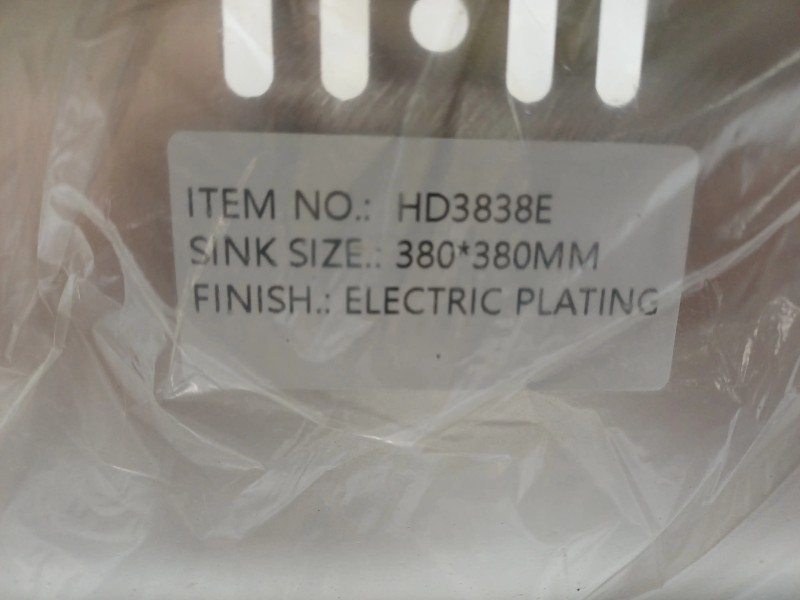 ITEM NO.: HD3838E
SINK SIZE.: 380*380MM
FINISH.: ELECTRIC PLATING